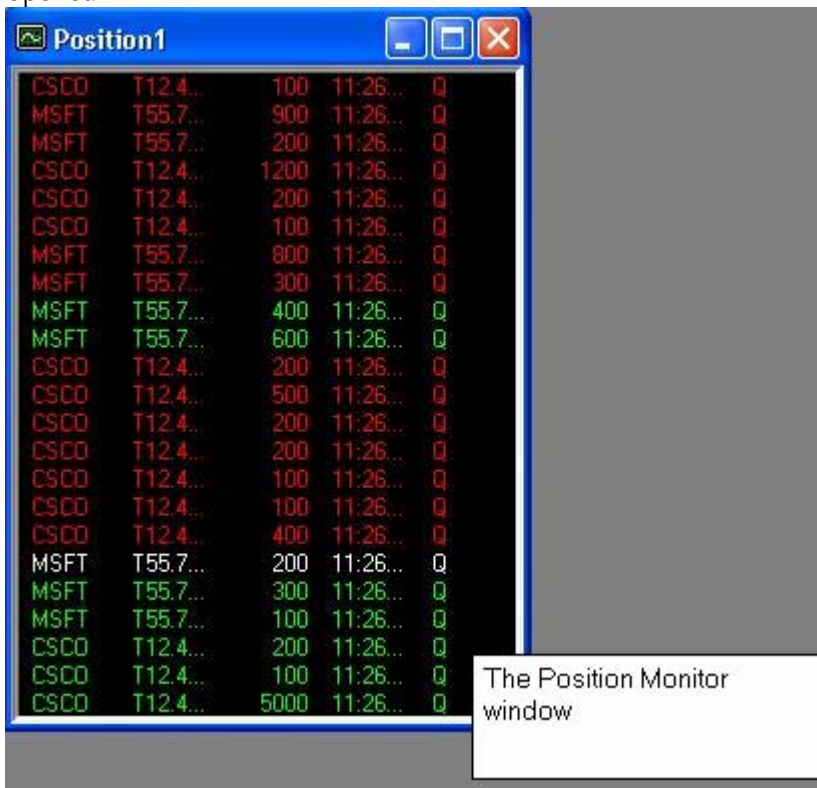 Position1
CSCO T12.4... 100 11:26... Q
MSFT T55.7... 900 11:26... Q
MSFT T55.7... 200 11:26... Q
CSCO T12.4... 1200 11:26... Q
CSCO T12.4... 200 11:26... Q
CSCO T12.4... 100 11:26... Q
MSFT T55.7... 800 11:26... Q
MSFT T55.7... 300 11:26... Q
MSFT T55.7... 400 11:26... Q
MSFT T55.7... 600 11:26... Q
CSCO T12.4... 200 11:26... Q
CSCO T12.4... 500 11:26... Q
CSCO T12.4... 200 11:26... Q
CSCO T12.4... 200 11:26... Q
CSCO T12.4... 100 11:26... Q
CSCO T12.4... 100 11:26... Q
CSCO T12.4... 400 11:26... Q
MSFT T55.7... 200 11:26... Q
MSFT T55.7... 300 11:26... Q
MSFT T55.7... 100 11:26... Q
CSCO T12.4... 200 11:26... Q
CSCO T12.4... 100 11:26... Q
CSCO T12.4... 5000 11:26... Q
The Position Monitor
window